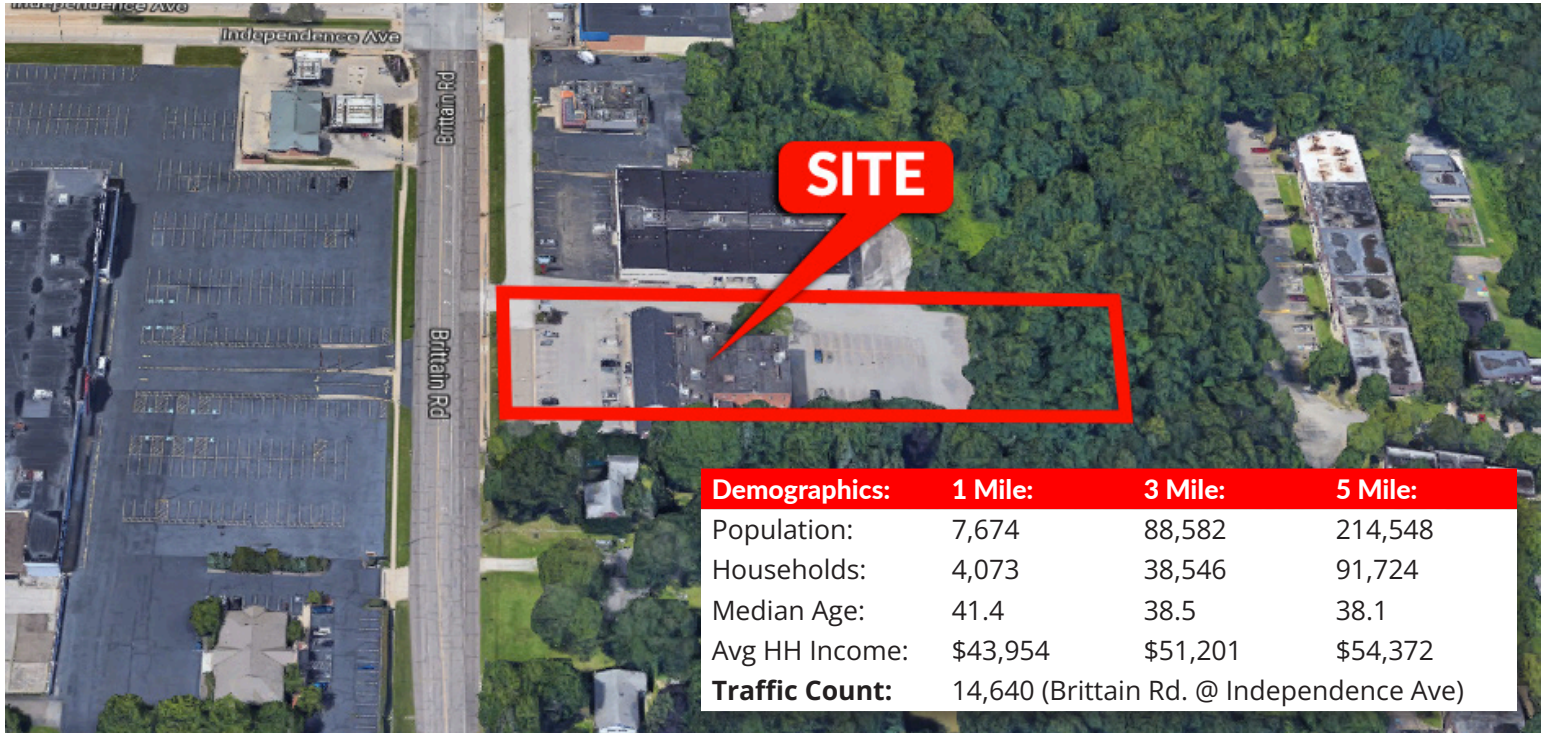 Independence Ave
Independence Ave
Brittain Rd
SITE
Brittain Rd
Demographics: 1 Mile: 3 Mile: 5 Mile:
Population: 7,674 88,582 214,548
Households: 4,073 38,546 91,724
Median Age: 41.4 38.5 38.1
Avg HH Income: $43,954 $51,201 $54,372
Traffic Count: 14,640 (Brittain Rd. @ Independence Ave)